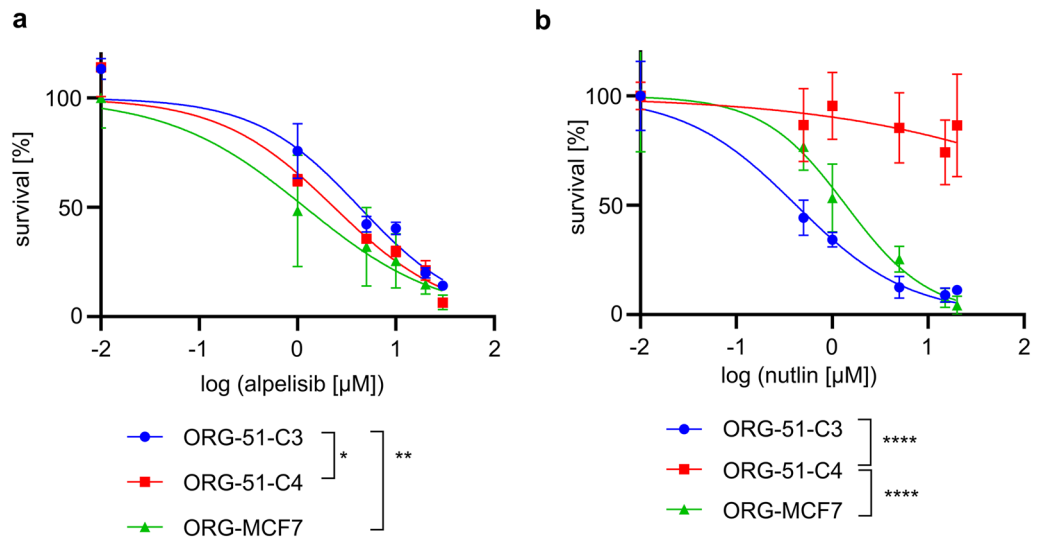 a
survival [%]
100
50
0
-2
-1
0
1
2
log (alpelisib [µM])
ORG-51-C3
*
**
ORG-51-C4
ORG-MCF7
b
survival [%]
100
50
0
-2
-1
0
1
2
log (nutlin [µM])
ORG-51-C3
****
ORG-51-C4
****
ORG-MCF7